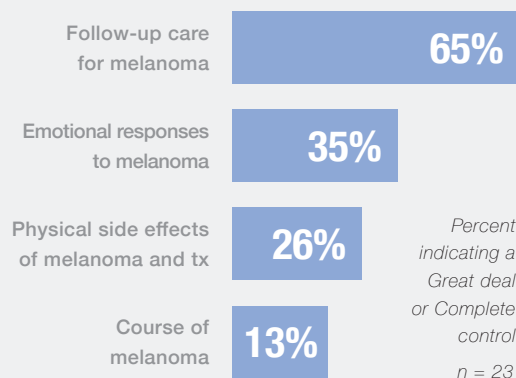 Follow-up care
for melanoma
65%
Emotional responses
to melanoma
35%
Physical side effects
of melanoma and tx
26%
Course of
melanoma
13%
Percent
indicating a
Great deal
or Complete
control
n = 23